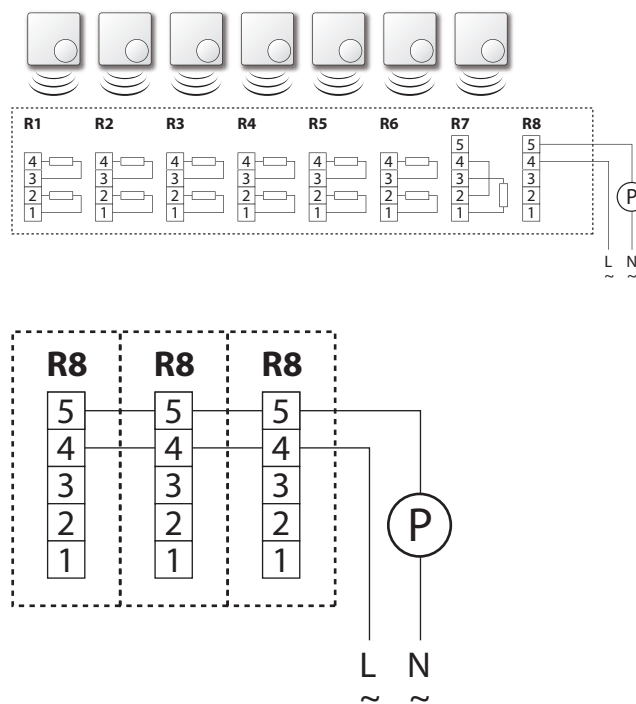 R1 R2 R3 R4 R5 R6 R7 R8
5 5
4 4 4 4 4 4 4 4
3 3 3 3 3 3 3 3
2 2 2 2 2 2 2 2
1 1 1 1 1 1 1 1
P
L N
~ ~
R8 R8 R8
5 5 5
4 4 4
3 3 3
2 2 2
1 1 1
P
L N
~ ~